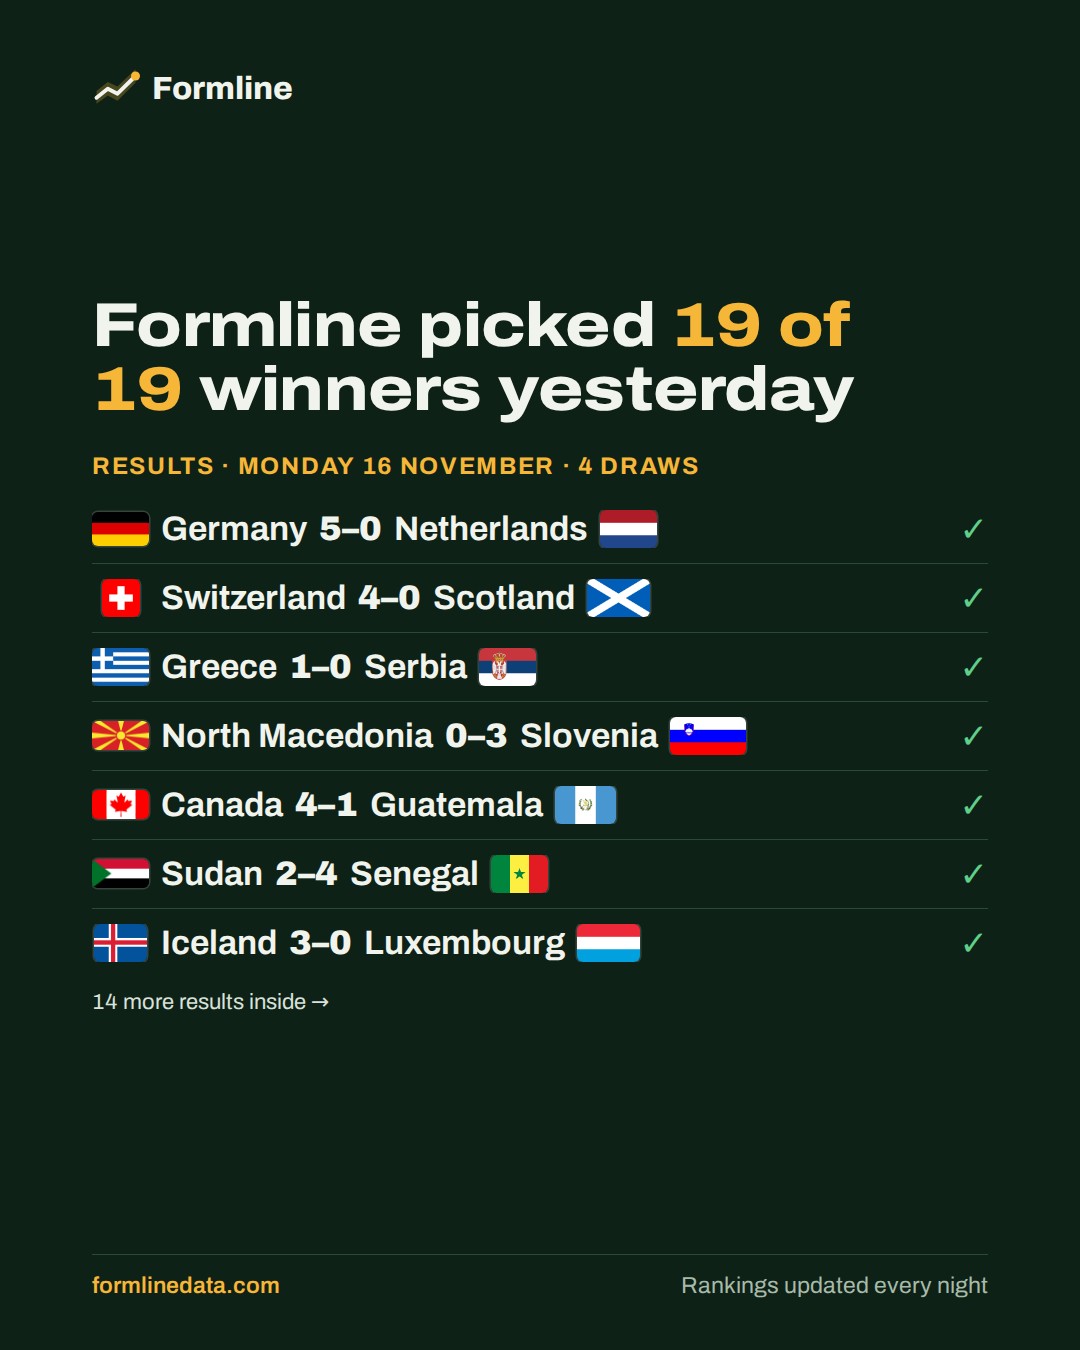 Formline
Formline picked 19 of
19 winners yesterday
RESULTS · MONDAY 16 NOVEMBER · 4 DRAWS
Germany 5–0 Netherlands ✓
Switzerland 4–0 Scotland ✓
Greece 1–0 Serbia ✓
North Macedonia 0–3 Slovenia ✓
Canada 4–1 Guatemala ✓
Sudan 2–4 Senegal ✓
Iceland 3–0 Luxembourg ✓
14 more results inside →
formlinedata.com
Rankings updated every night